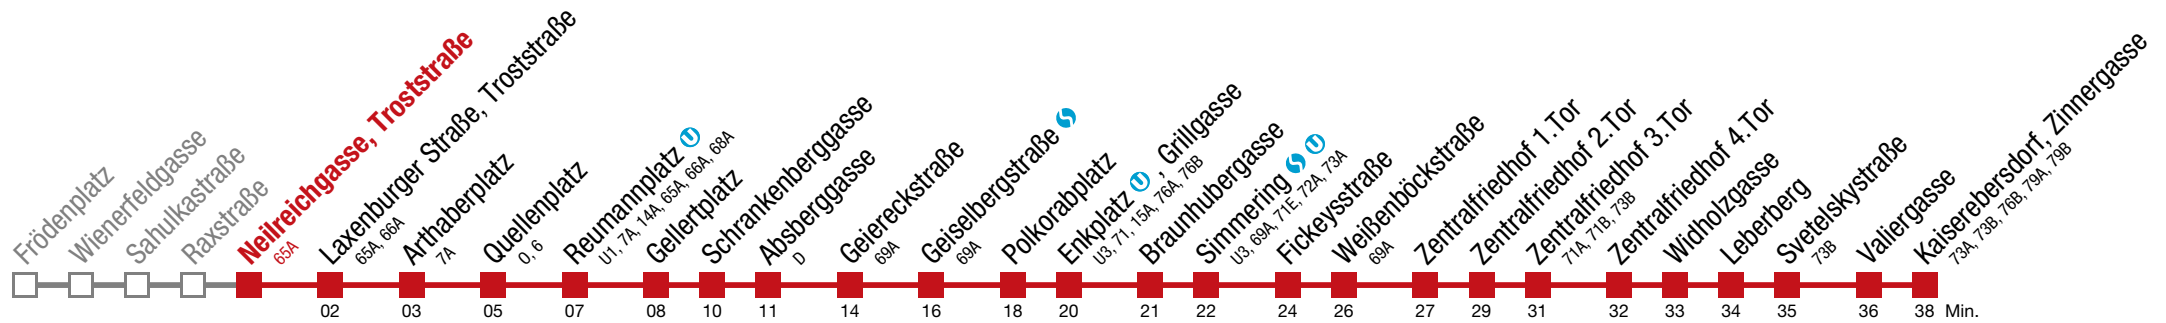 Frödenplatz
Wienerfeldgasse
Sahulkastraße
Raxstraße
Neilreichgasse, Troststraße
65A
Laxenburger Straße, Troststraße
65A, 66A
Arthaberplatz
7A
Quellenplatz
O, 6
Reumannplatz U
U1, 7A, 14A, 65A, 66A, 68A
Gellertplatz
Schrankenberggasse
Absberggasse
D
Geiereckstraße
69A
Geiselbergstraße S
69A
Polkorabplatz
Enkplatz U, Grillgasse
U3, 71, 15A, 76A, 76B
Braunhubergasse
Simmering S U
U3, 69A, 71E, 72A, 73A
Fickeysstraße
Weißenböckstraße
69A
Zentralfriedhof 1.Tor
Zentralfriedhof 2.Tor
Zentralfriedhof 3.Tor
71A, 71B, 73B
Zentralfriedhof 4.Tor
Widholzgasse
Leberberg
Svetelskystraße
73B
Valiergasse
Kaiserebersdorf, Zinnergasse
73A, 73B, 76B, 79A, 79B
02 03 05 07 08 10 11 14 16 18 20 21 22 24 26 27 29 31 32 33 34 35 36 38 Min.